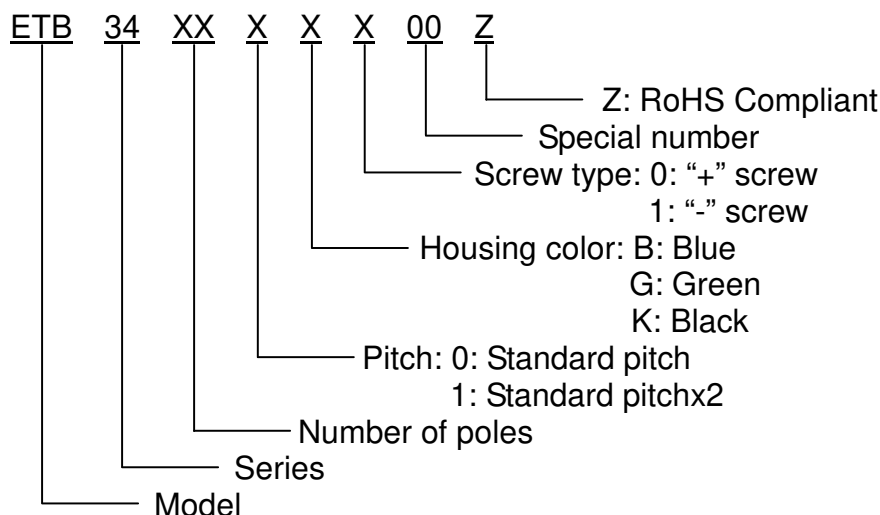 ETB 34 XX X X X 00 Z
Z: RoHS Compliant
Special number
Screw type: 0: “+” screw
1: “-” screw
Housing color: B: Blue
G: Green
K: Black
Pitch: 0: Standard pitch
1: Standard pitchx2
Number of poles
Series
Model